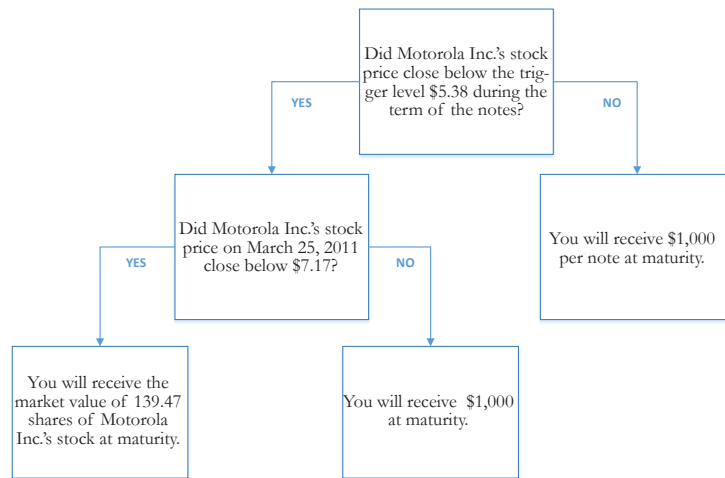 Did Motorola Inc.'s stock
price close below the trig-
ger level $5.38 during the
term of the notes?
YES
NO
Did Motorola Inc.'s stock
price on March 25, 2011
close below $7.17?
You will receive $1,000
per note at maturity.
YES
NO
You will receive the
market value of 139.47
shares of Motorola
Inc.'s stock at maturity.
You will receive $1,000
at maturity.